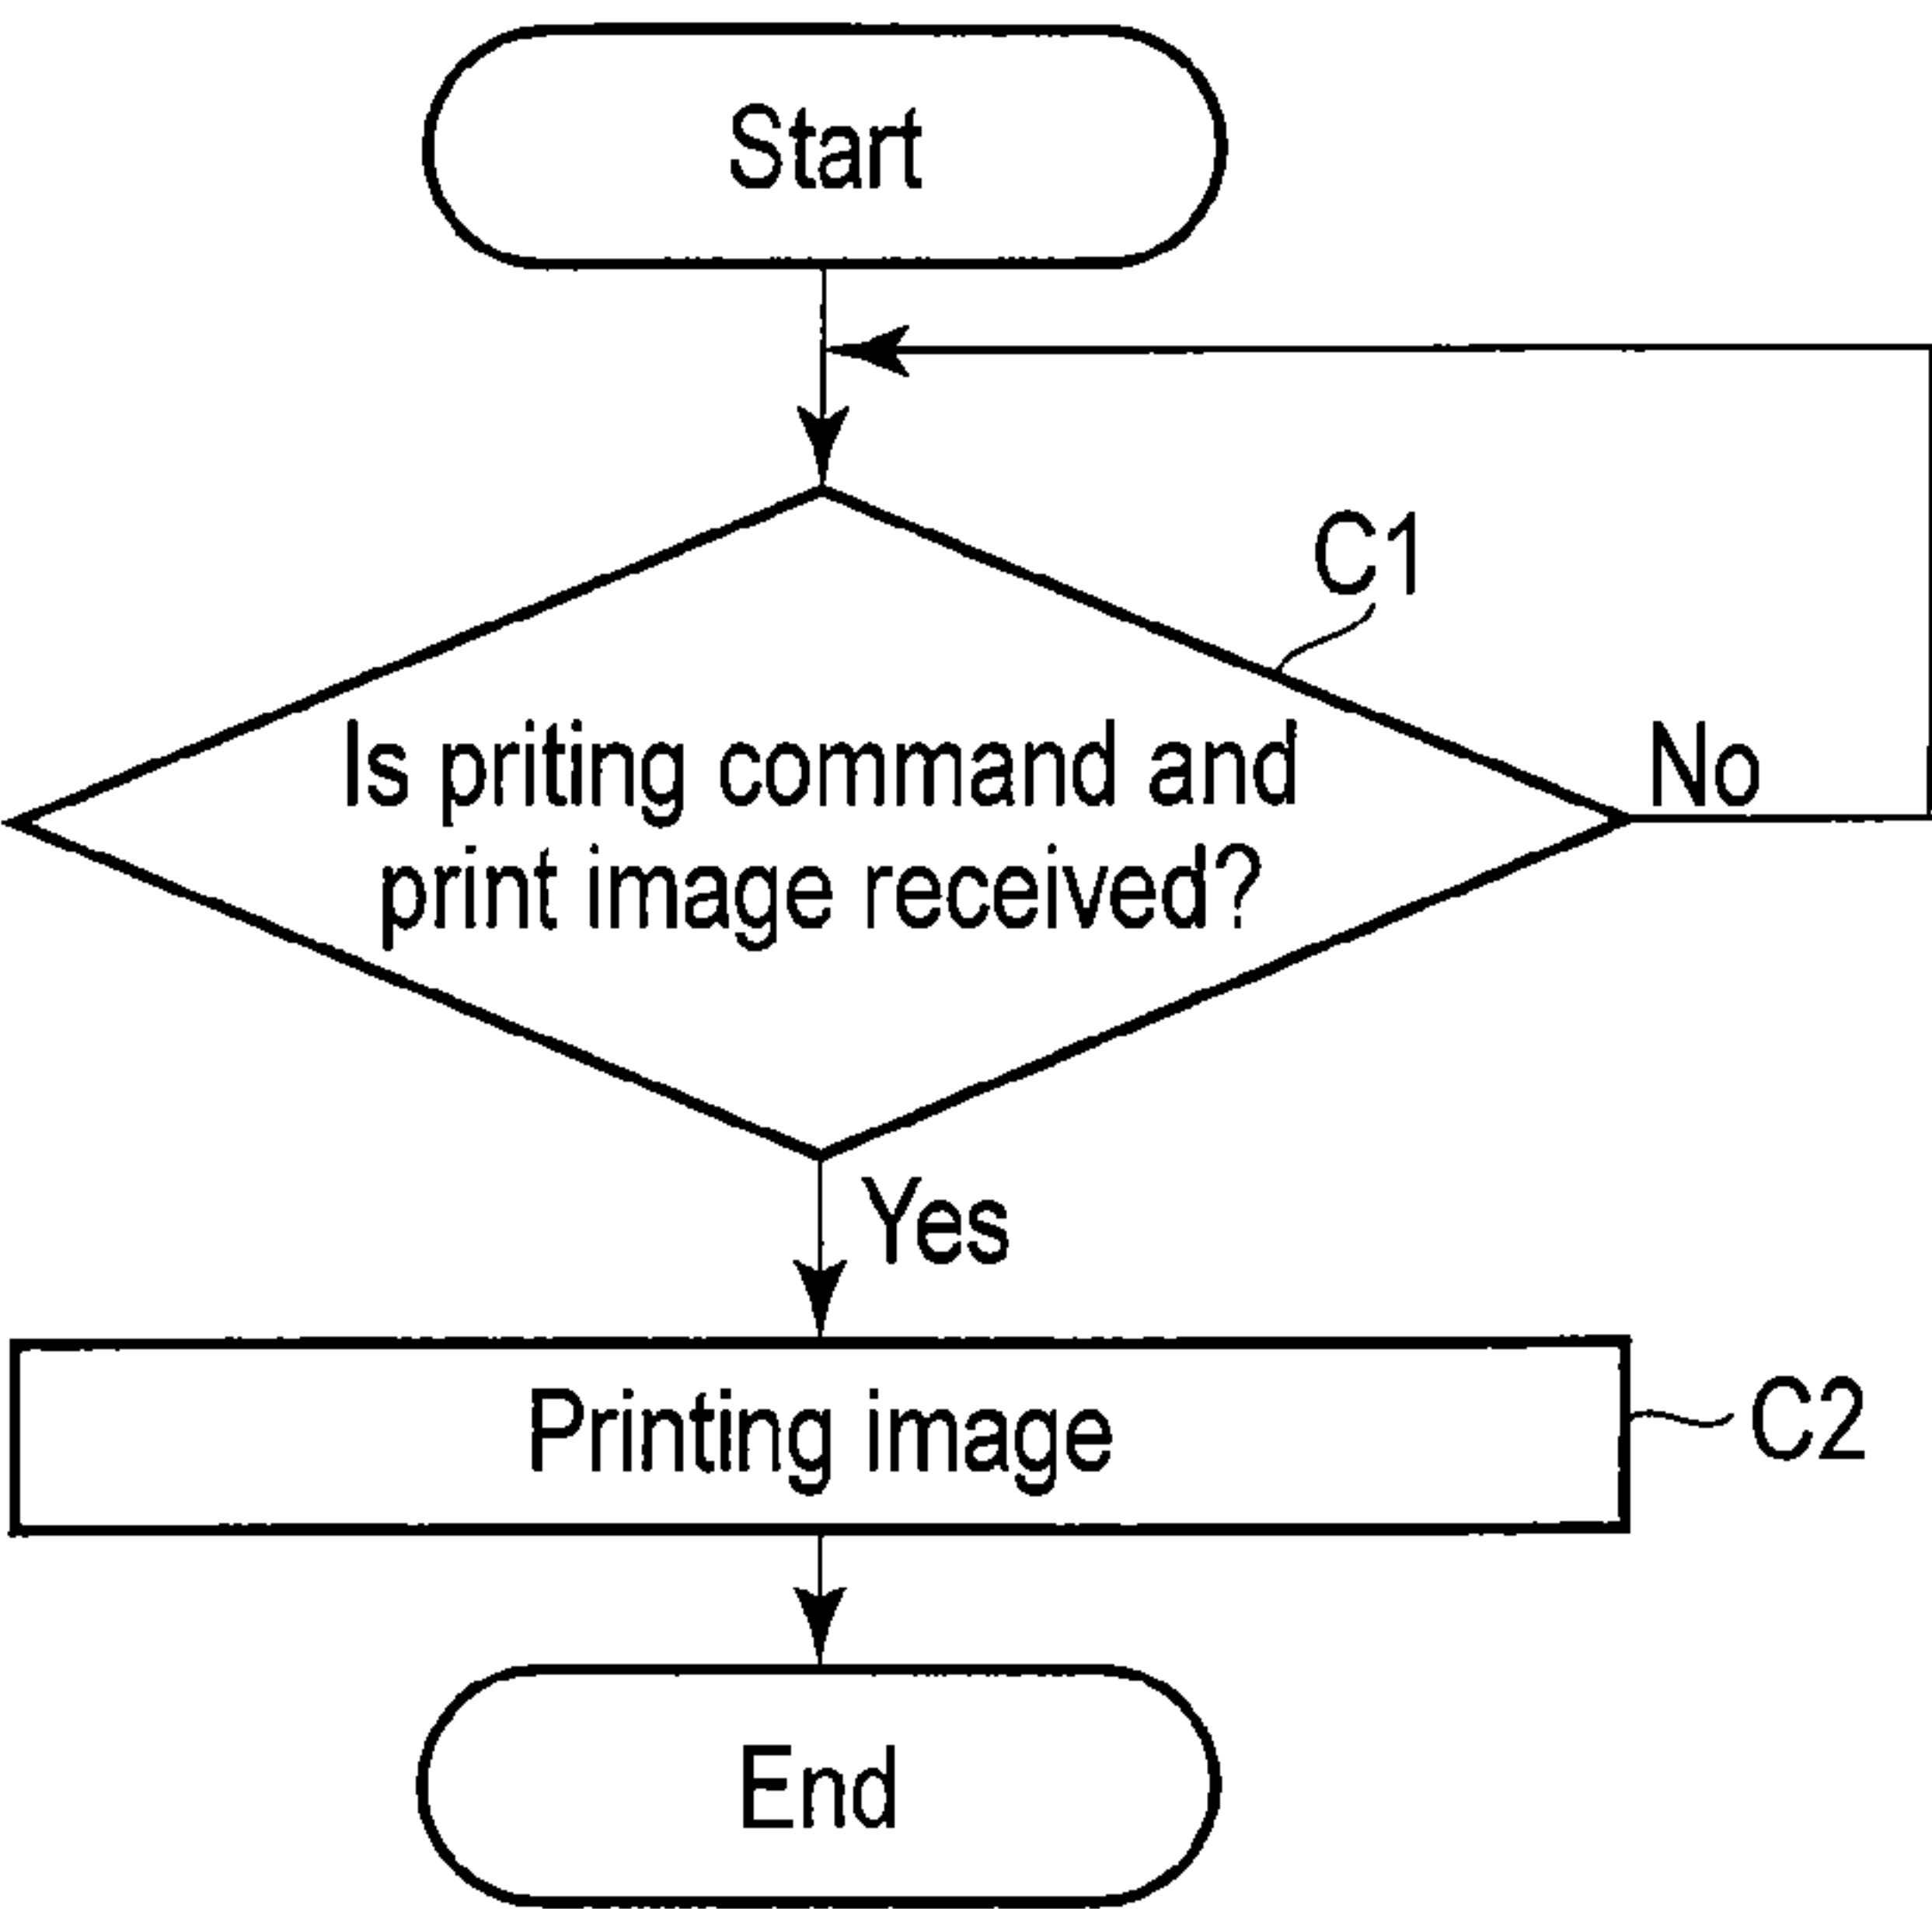 Start
C1
Is priting command and
print image received?
No
Yes
Printing image
C2
End